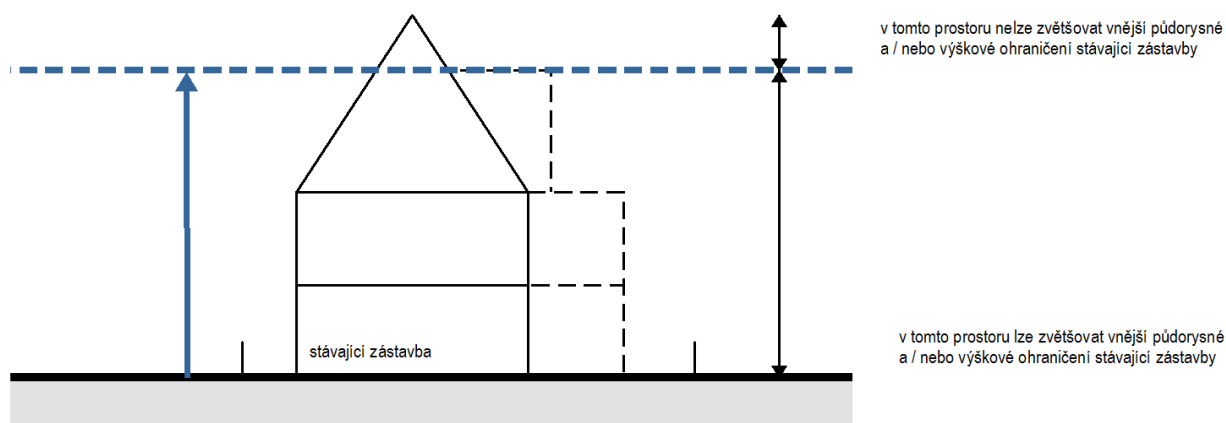 v tomto prostoru nelze zvětšovat vnější půdorysné
a / nebo výškové ohraničení stávající zástavby
stávající zástavba
v tomto prostoru lze zvětšovat vnější půdorysné
a / nebo výškové ohraničení stávající zástavby